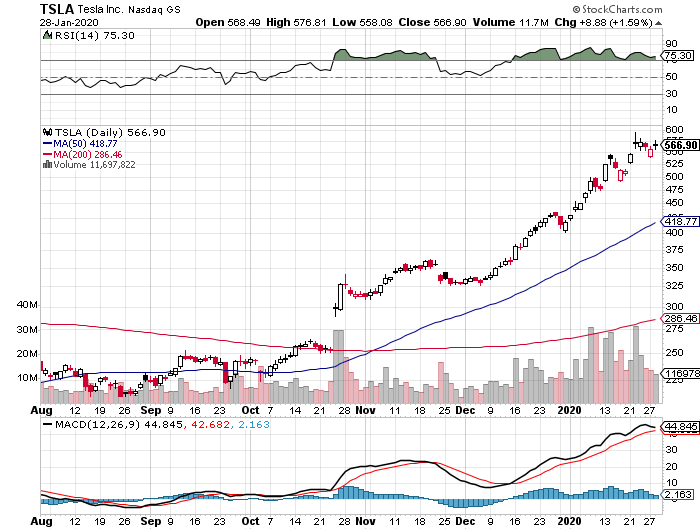 TSLA Tesla Inc. Nasdaq GS
© StockCharts.com
28-Jan-2020
Open 568.49 High 576.81 Low 558.08 Close 566.90 Volume 11.7M Chg +8.88 (+1.59%)
RSI(14) 75.30
90
75.30
70
50
30
10
TSLA (Daily) 566.90
MA(50) 418.77
MA(200) 286.46
Volume 11,697,822
600
575
566.90
550
525
500
475
450
418.77
400
375
350
325
300
286.46
275
250
225
11697822
40M
30M
20M
10M
Aug 12 19 26 Sep 9 16 23 Oct 7 14 21 28 Nov 11 18 25 Dec 9 16 23 2020 13 21 27
MACD(12,26,9) 44.845, 42.682, 2.163
44.845
30
20
10
2.163
Aug 12 19 26 Sep 9 16 23 Oct 7 14 21 28 Nov 11 18 25 Dec 9 16 23 2020 13 21 27